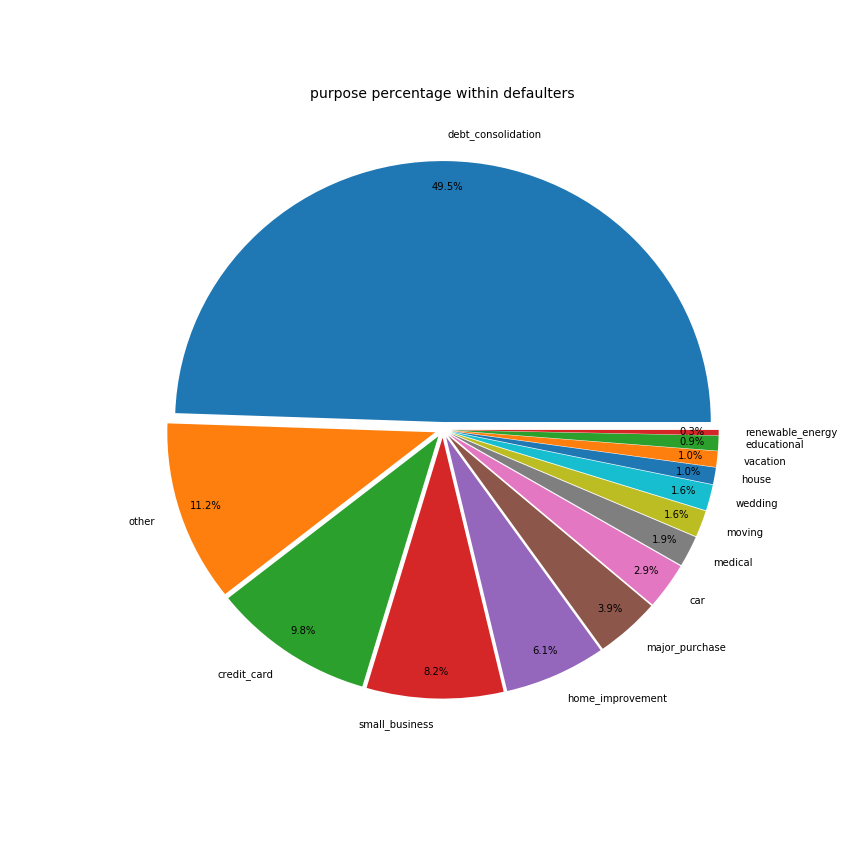 purpose percentage within defaulters
debt_consolidation
49.5%
other
11.2%
credit_card
9.8%
small_business
8.2%
home_improvement
6.1%
major_purchase
3.9%
car
2.9%
medical
1.9%
moving
1.6%
wedding
1.6%
house
1.0%
vacation
1.0%
educational
0.9%
renewable_energy
0.3%